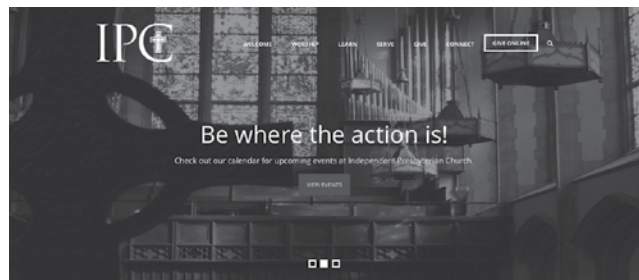 IPC
WELCOME WORSHIP LEARN SERVE GIVE CONNECT GIVE ONLINE
Be where the action is!
Check out our calendar for upcoming events at Independent Presbyterian Church.
VIEW EVENTS